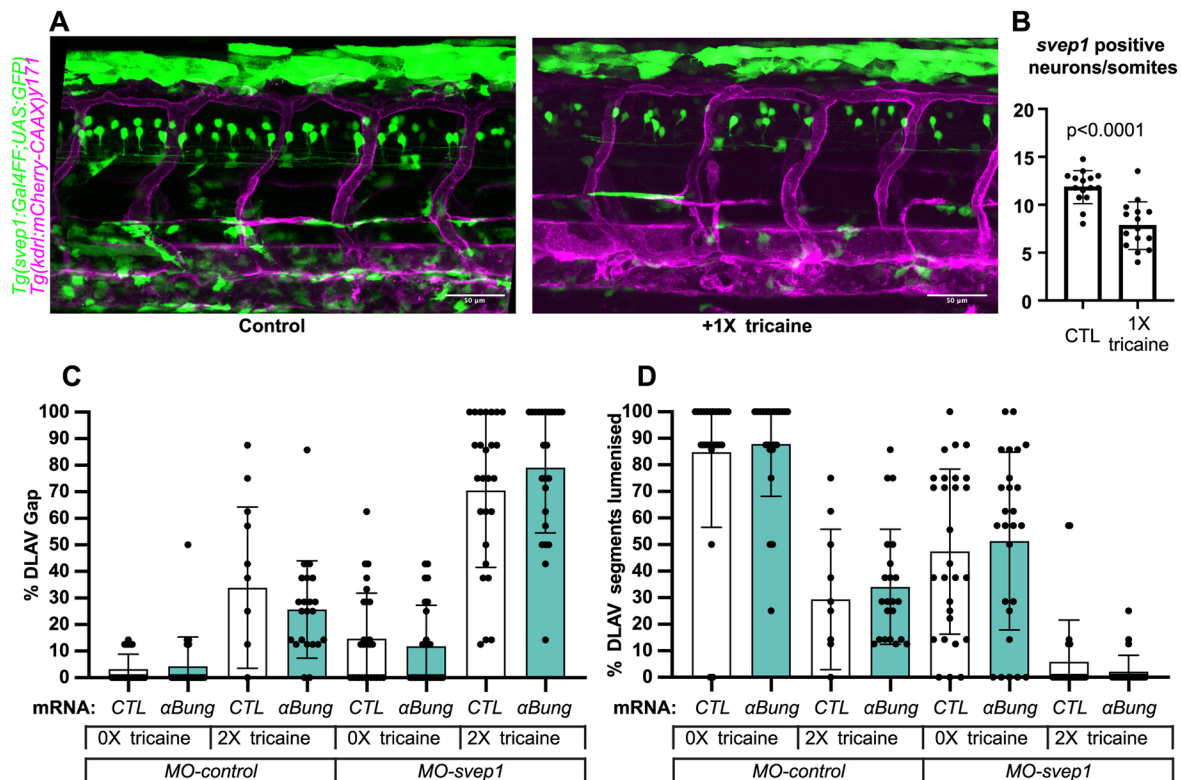 A
Tg(svep1:Gal4FF;UAS:GFP)
Tg(kdrl:mCherry-CAAX)y171
50 µm
Control
50 µm
+1X tricaine
B
svep1 positive
neurons/somites
20
15
10
5
0
p<0.0001
CTL
1X
tricaine
C
% DLAV Gap
100
90
80
70
60
50
40
30
20
10
0
mRNA: CTL αBung CTL αBung CTL αBung CTL αBung
0X tricaine 2X tricaine 0X tricaine 2X tricaine
MO-control MO-svep1
D
% DLAV segments lumenised
100
90
80
70
60
50
40
30
20
10
0
mRNA: CTL αBung CTL αBung CTL αBung CTL αBung
0X tricaine 2X tricaine 0X tricaine 2X tricaine
MO-control MO-svep1